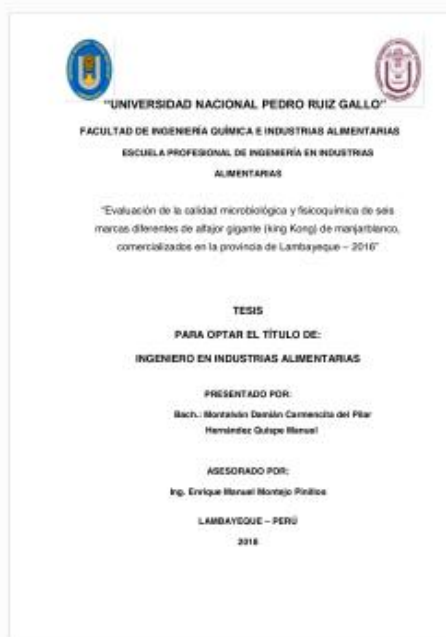 "UNIVERSIDAD NACIONAL PEDRO RUIZ GALLO"
FACULTAD DE INGENIERÍA QUÍMICA E INDUSTRIAS ALIMENTARIAS
ESCUELA PROFESIONAL DE INGENIERÍA EN INDUSTRIAS
ALIMENTARIAS
"Evaluación de la calidad microbiológica y fisicoquímica de seis
marcas diferentes de alfajor gigante (king Kong) de manjarblanco,
comercializados en la provincia de Lambayeque – 2016"
TESIS
PARA OPTAR EL TÍTULO DE:
INGENIERO EN INDUSTRIAS ALIMENTARIAS
PRESENTADO POR:
Bach.: Montalván Damián Carmencita del Pilar
Hernández Quispe Manuel
ASESORADO POR:
Ing. Enrique Manuel Montejo Pinillos
LAMBAYEQUE – PERÚ
2018